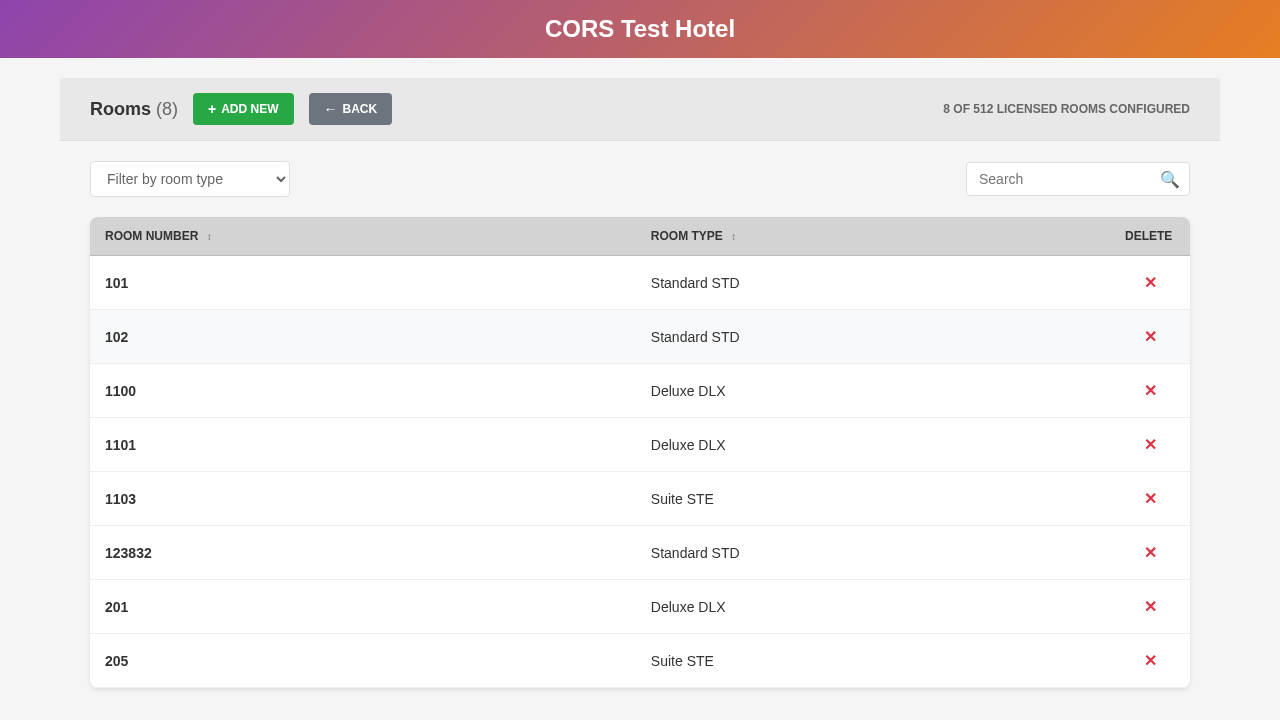 CORS Test Hotel
Rooms (8) + ADD NEW ← BACK 8 OF 512 LICENSED ROOMS CONFIGURED
Filter by room type Search
ROOM NUMBER ↕ ROOM TYPE ↕ DELETE
101 Standard STD ✕
102 Standard STD ✕
1100 Deluxe DLX ✕
1101 Deluxe DLX ✕
1103 Suite STE ✕
123832 Standard STD ✕
201 Deluxe DLX ✕
205 Suite STE ✕